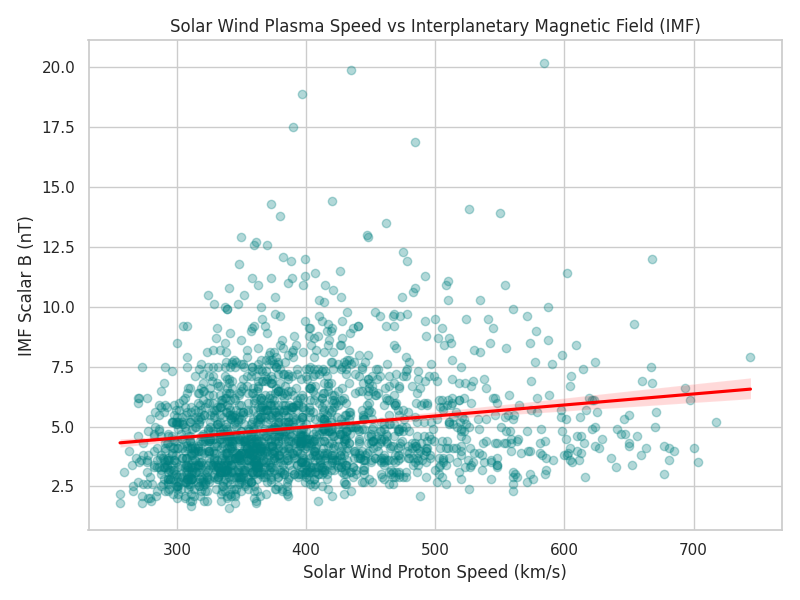 Solar Wind Plasma Speed vs Interplanetary Magnetic Field (IMF)
20.0
17.5
15.0
12.5
10.0
7.5
5.0
2.5
IMF Scalar B (nT)
300 400 500 600 700
Solar Wind Proton Speed (km/s)